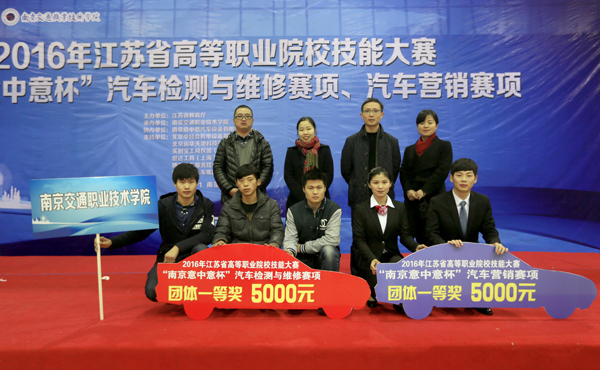 南京交通职业技术学院
2016年江苏省高等职业院校技能大赛
意中意杯”汽车检测与维修赛项、汽车营销赛项
主办单位：江苏省教育厅
承办单位：南京交通职业技术学院
南京交通职业技术学院
2016年江苏省高等职业院校技能大赛
“南京意中意杯”汽车检测与维修赛项
团体一等奖 5000元
2016年江苏省高等职业院校技能大赛
“南京意中意杯”汽车营销赛项
团体一等奖 5000元